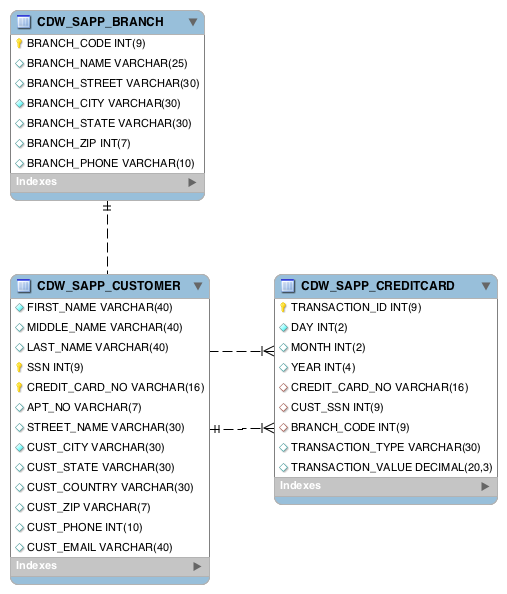 CDW_SAPP_BRANCH
BRANCH_CODE INT(9)
BRANCH_NAME VARCHAR(25)
BRANCH_STREET VARCHAR(30)
BRANCH_CITY VARCHAR(30)
BRANCH_STATE VARCHAR(30)
BRANCH_ZIP INT(7)
BRANCH_PHONE VARCHAR(10)
Indexes
CDW_SAPP_CUSTOMER
FIRST_NAME VARCHAR(40)
MIDDLE_NAME VARCHAR(40)
LAST_NAME VARCHAR(40)
SSN INT(9)
CREDIT_CARD_NO VARCHAR(16)
APT_NO VARCHAR(7)
STREET_NAME VARCHAR(30)
CUST_CITY VARCHAR(30)
CUST_STATE VARCHAR(30)
CUST_COUNTRY VARCHAR(30)
CUST_ZIP VARCHAR(7)
CUST_PHONE INT(10)
CUST_EMAIL VARCHAR(40)
Indexes
CDW_SAPP_CREDITCARD
TRANSACTION_ID INT(9)
DAY INT(2)
MONTH INT(2)
YEAR INT(4)
CREDIT_CARD_NO VARCHAR(16)
CUST_SSN INT(9)
BRANCH_CODE INT(9)
TRANSACTION_TYPE VARCHAR(30)
TRANSACTION_VALUE DECIMAL(20,3)
Indexes